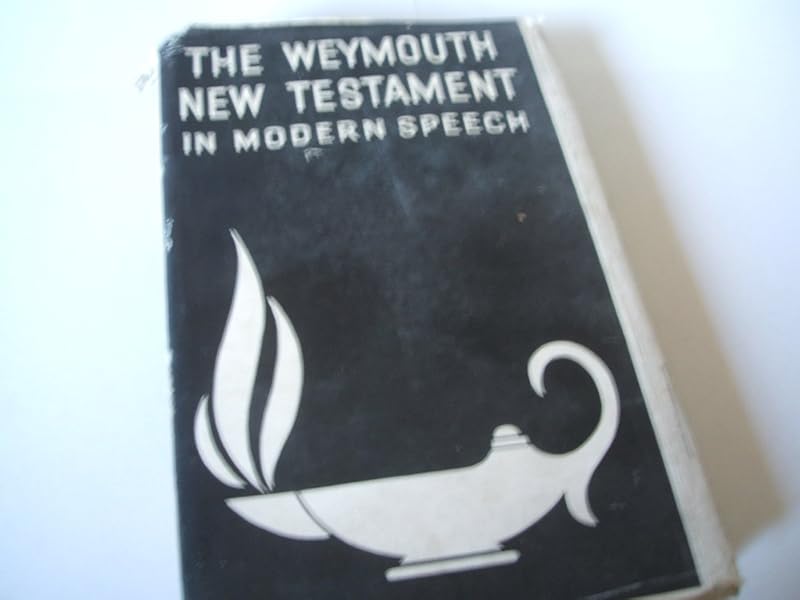 THE WEYMOUTH
NEW TESTAMENT
IN MODERN SPEECH